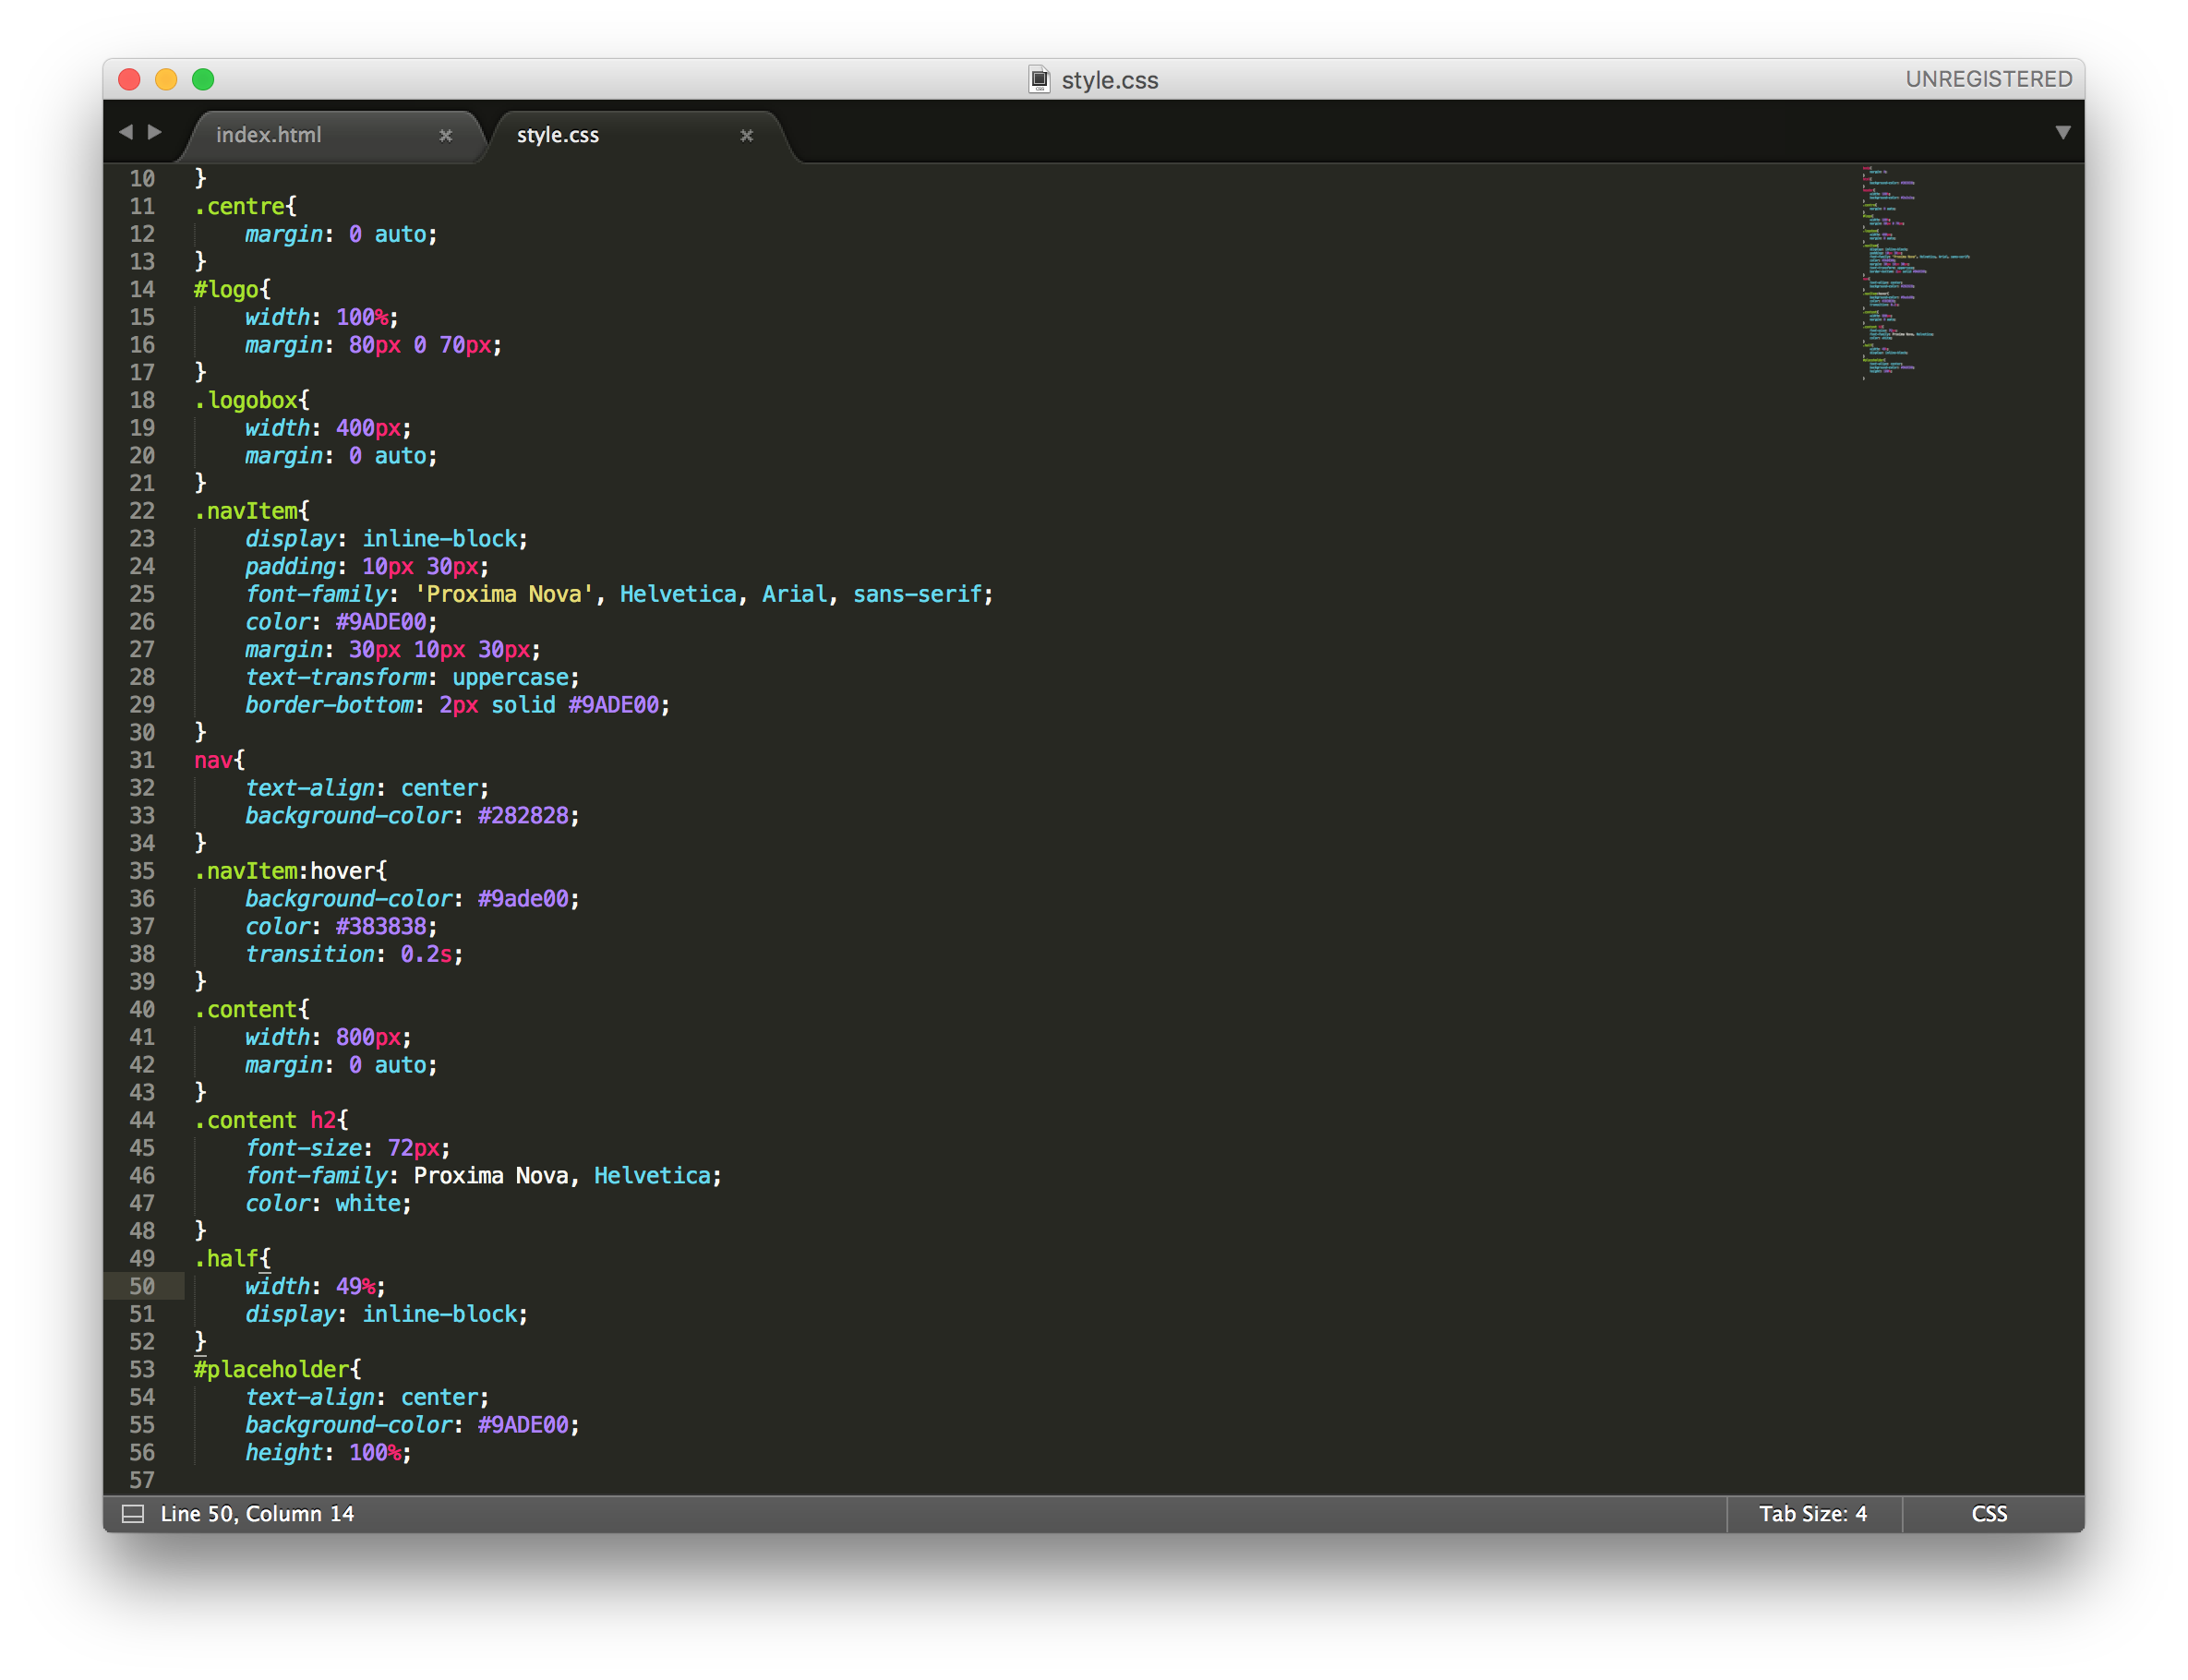 style.css
UNREGISTERED
index.html
style.css
10 }
11 .centre{
12     margin: 0 auto;
13 }
14 #logo{
15     width: 100%;
16     margin: 80px 0 70px;
17 }
18 .logobox{
19     width: 400px;
20     margin: 0 auto;
21 }
22 .navItem{
23     display: inline-block;
24     padding: 10px 30px;
25     font-family: 'Proxima Nova', Helvetica, Arial, sans-serif;
26     color: #9ADE00;
27     margin: 30px 10px 30px;
28     text-transform: uppercase;
29     border-bottom: 2px solid #9ADE00;
30 }
31 nav{
32     text-align: center;
33     background-color: #282828;
34 }
35 .navItem:hover{
36     background-color: #9ade00;
37     color: #383838;
38     transition: 0.2s;
39 }
40 .content{
41     width: 800px;
42     margin: 0 auto;
43 }
44 .content h2{
45     font-size: 72px;
46     font-family: Proxima Nova, Helvetica;
47     color: white;
48 }
49 .half{
50     width: 49%;
51     display: inline-block;
52 }
53 #placeholder{
54     text-align: center;
55     background-color: #9ADE00;
56     height: 100%;
57
Line 50, Column 14
Tab Size: 4
CSS